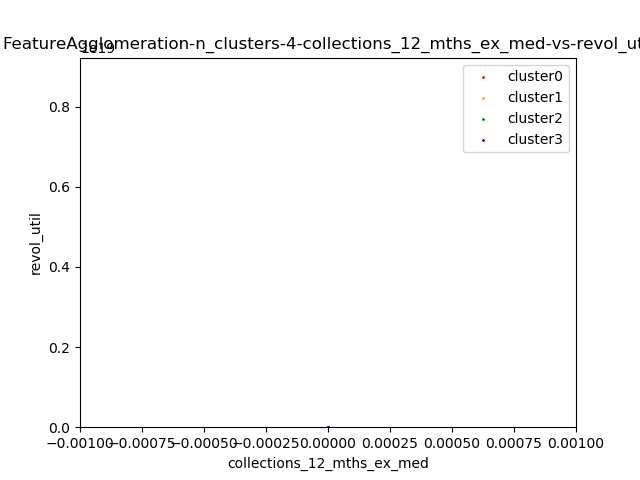 FeatureAgglomeration-n_clusters-4-collections_12_mths_ex_med-vs-revol_ut
1e19
cluster0
cluster1
cluster2
cluster3
0.8
0.6
0.4
0.2
0.0
revol_util
−0.00100 −0.00075 −0.00050 −0.00025 0.00000 0.00025 0.00050 0.00075 0.00100
collections_12_mths_ex_med